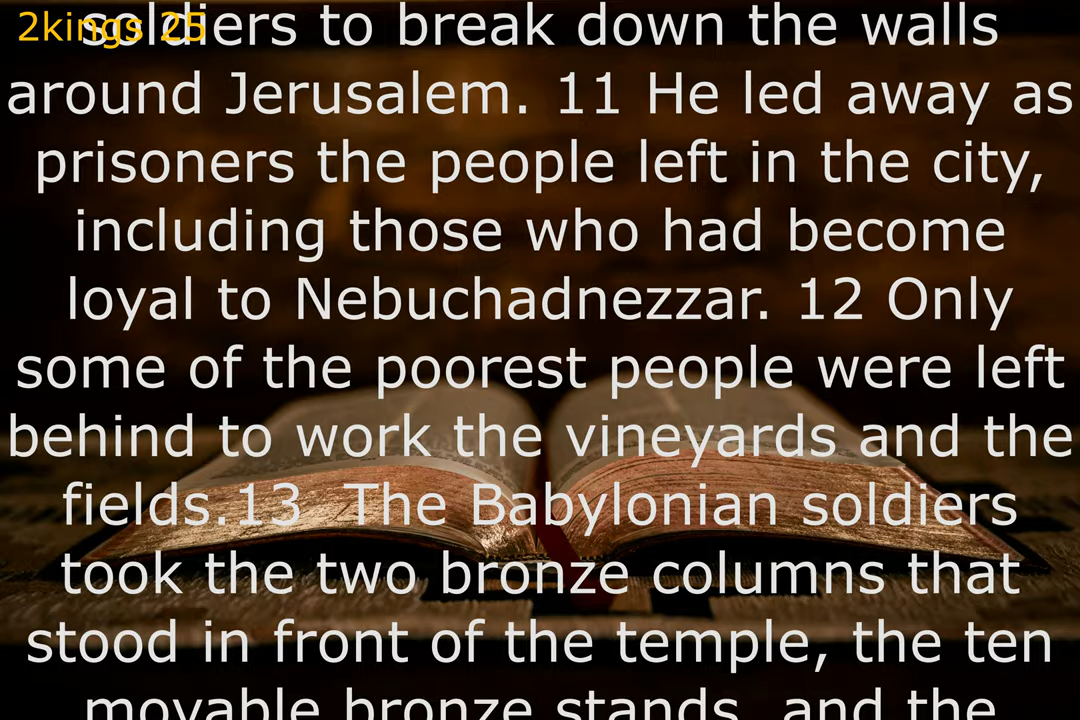 2kings 25
soldiers to break down the walls
around Jerusalem. 11 He led away as
prisoners the people left in the city,
including those who had become
loyal to Nebuchadnezzar. 12 Only
some of the poorest people were left
behind to work the vineyards and the
fields.13  The Babylonian soldiers
took the two bronze columns that
stood in front of the temple, the ten
movable bronze stands, and the